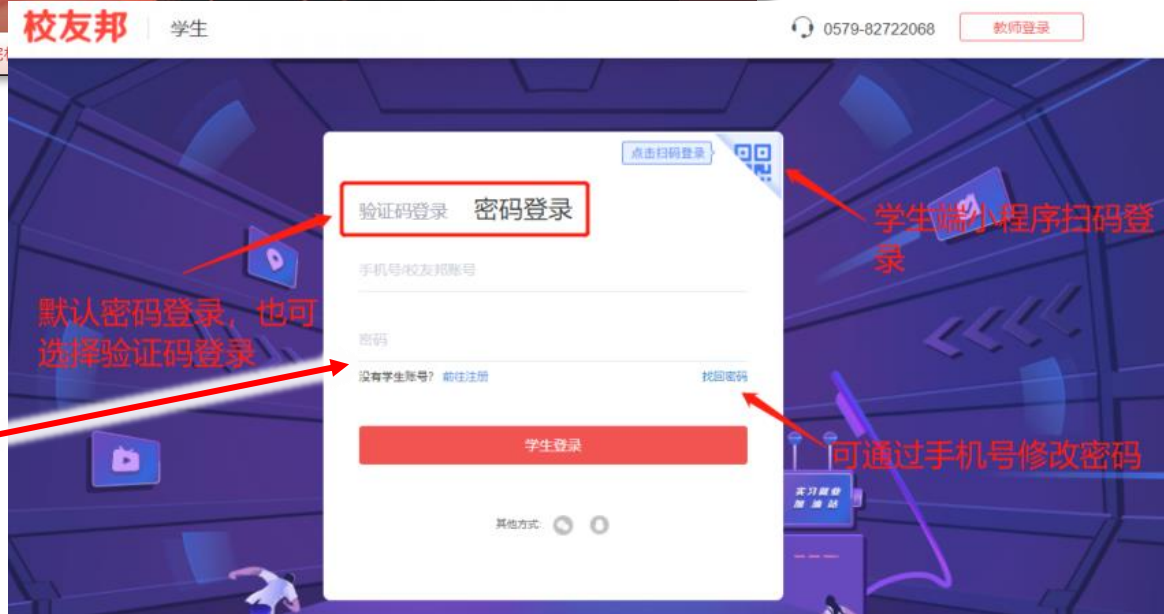 校友邦 学生 0579-82722068 教师登录
点击扫码登录
验证码登录 密码登录
学生端小程序扫码登
录
手机号/校友邦账号
默认密码登录，也可
选择验证码登录
密码
没有学生账号？ 前往注册 找回密码
学生登录
可通过手机号修改密码
实习就业
加油站
其他方式: